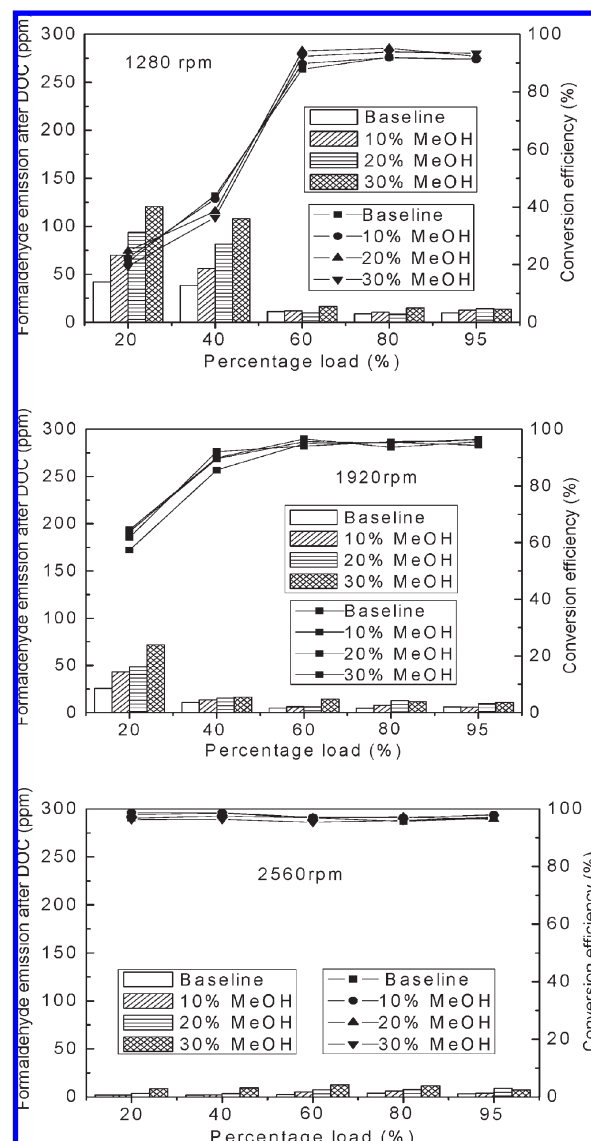 Formaldehyde emission after DOC (ppm)
300
250
200
150
100
50
0
1280 rpm
Baseline
10% MeOH
20% MeOH
30% MeOH
Baseline
10% MeOH
20% MeOH
30% MeOH
100
80
60
40
20
0
Conversion efficiency (%)
20 40 60 80 95
Percentage load (%)
Formaldehyde emission after DOC (ppm)
300
250
200
150
100
50
0
1920rpm
Baseline
10% MeOH
20% MeOH
30% MeOH
Baseline
10% MeOH
20% MeOH
30% MeOH
100
80
60
40
20
0
Conversion efficiency (%)
20 40 60 80 95
Percentage load (%)
Formaldehyde emission after DOC (ppm)
300
250
200
150
100
50
0
2560rpm
Baseline
10% MeOH
20% MeOH
30% MeOH
Baseline
10% MeOH
20% MeOH
30% MeOH
100
80
60
40
20
0
Conversion efficiency (%)
20 40 60 80 95
Percentage load (%)